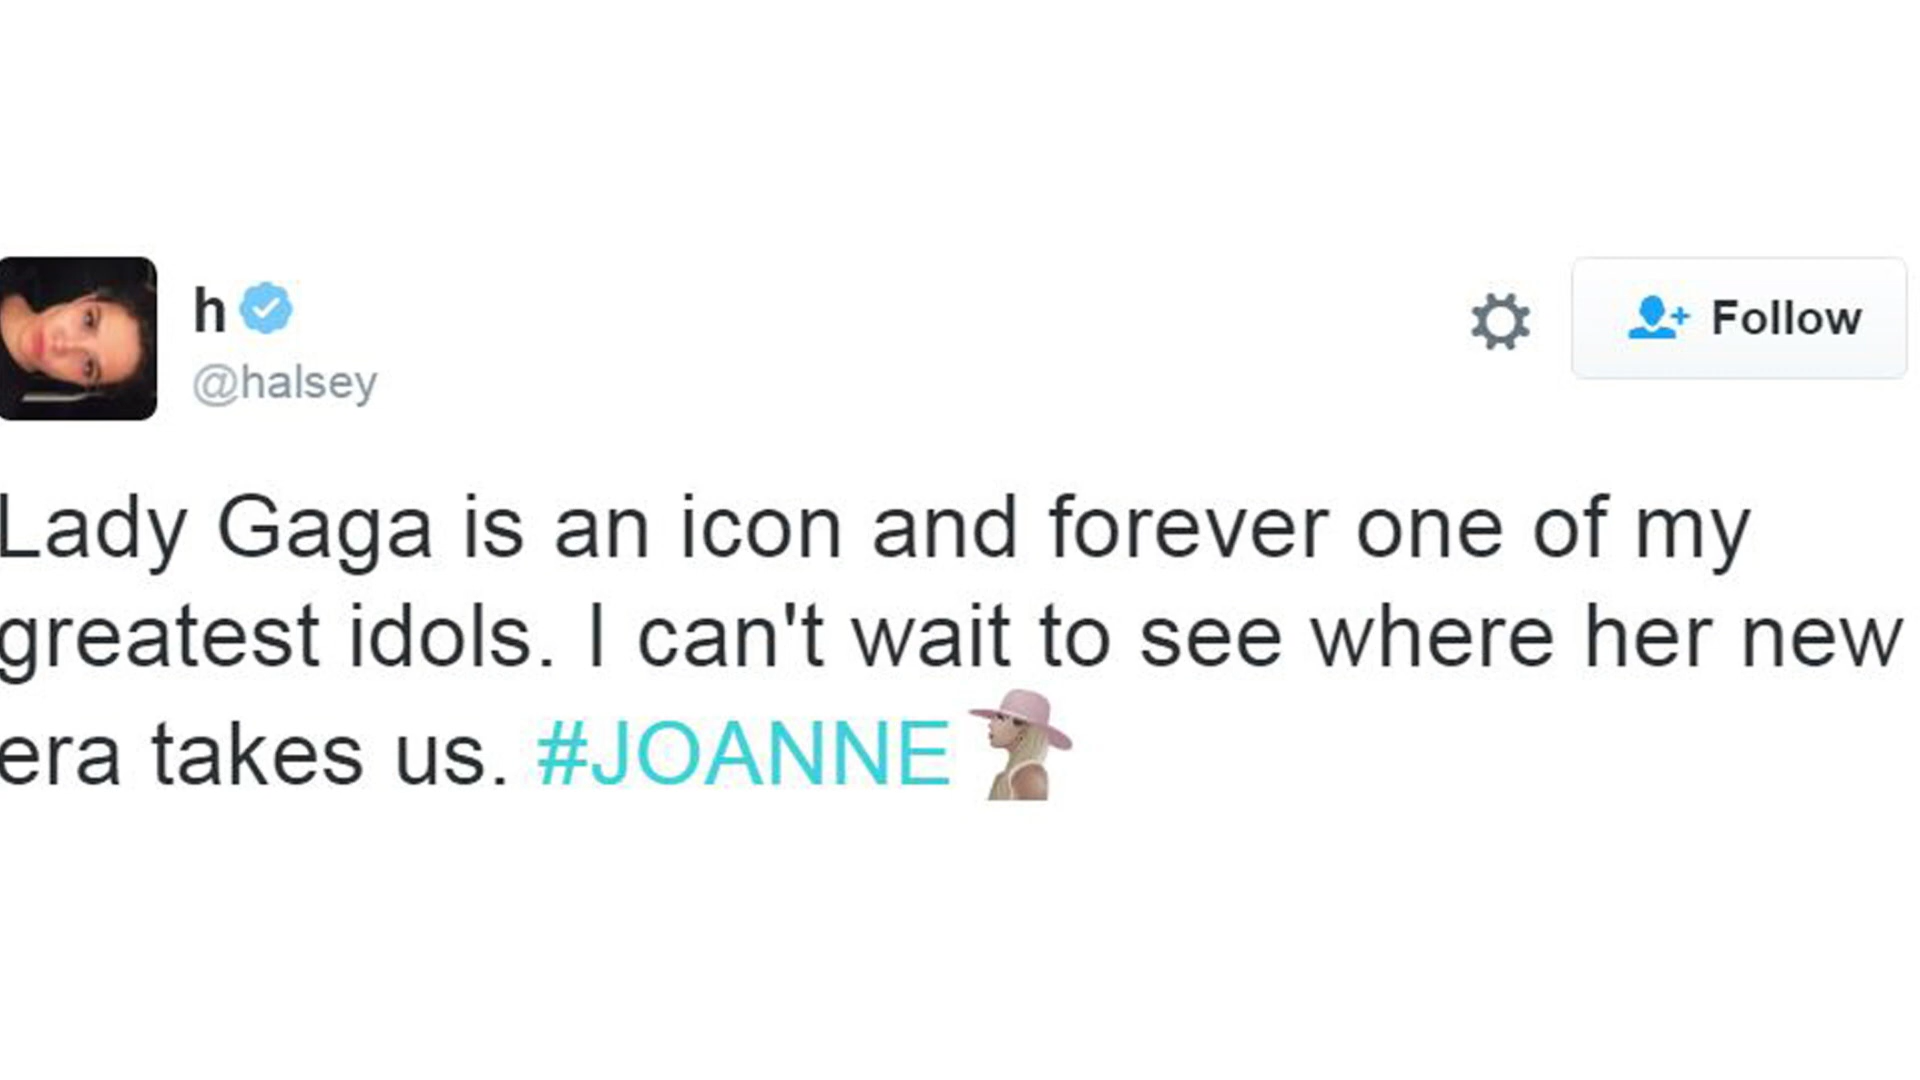 h
@halsey
Follow
Lady Gaga is an icon and forever one of my
greatest idols. I can't wait to see where her new
era takes us. #JOANNE